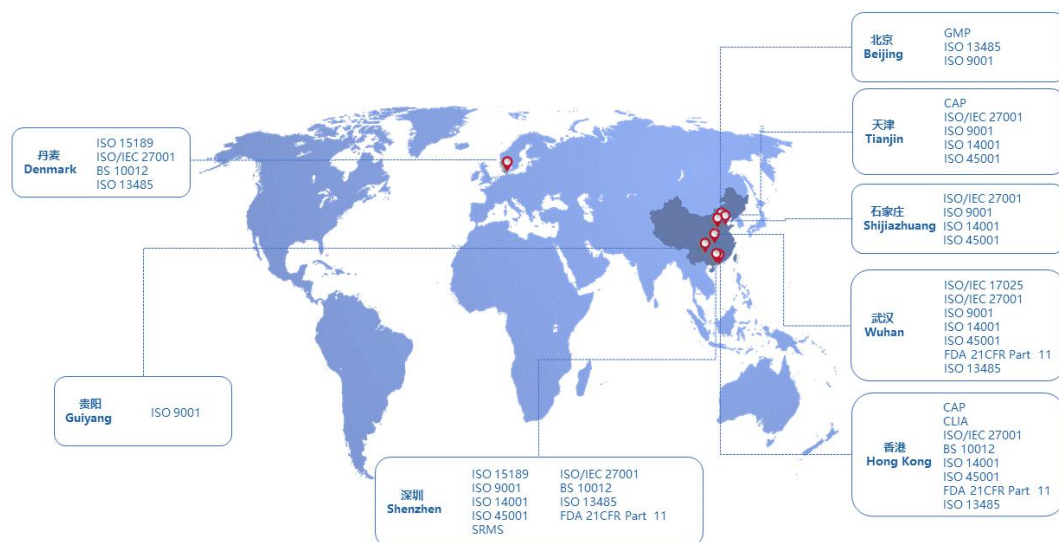 北京
Beijing
GMP
ISO 13485
ISO 9001
天津
Tianjin
CAP
ISO/IEC 27001
ISO 9001
ISO 14001
ISO 45001
丹麦
Denmark
ISO 15189
ISO/IEC 27001
BS 10012
ISO 13485
石家庄
Shijiazhuang
ISO/IEC 27001
ISO 9001
ISO 14001
ISO 45001
武汉
Wuhan
ISO/IEC 17025
ISO/IEC 27001
ISO 9001
ISO 14001
ISO 45001
FDA 21CFR Part 11
ISO 13485
贵阳
Guiyang
ISO 9001
香港
Hong Kong
CAP
CLIA
ISO/IEC 27001
BS 10012
ISO 14001
ISO 45001
FDA 21CFR Part 11
ISO 13485
深圳
Shenzhen
ISO 15189
ISO 9001
ISO 14001
ISO 45001
SRMS
ISO/IEC 27001
BS 10012
ISO 13485
FDA 21CFR Part 11